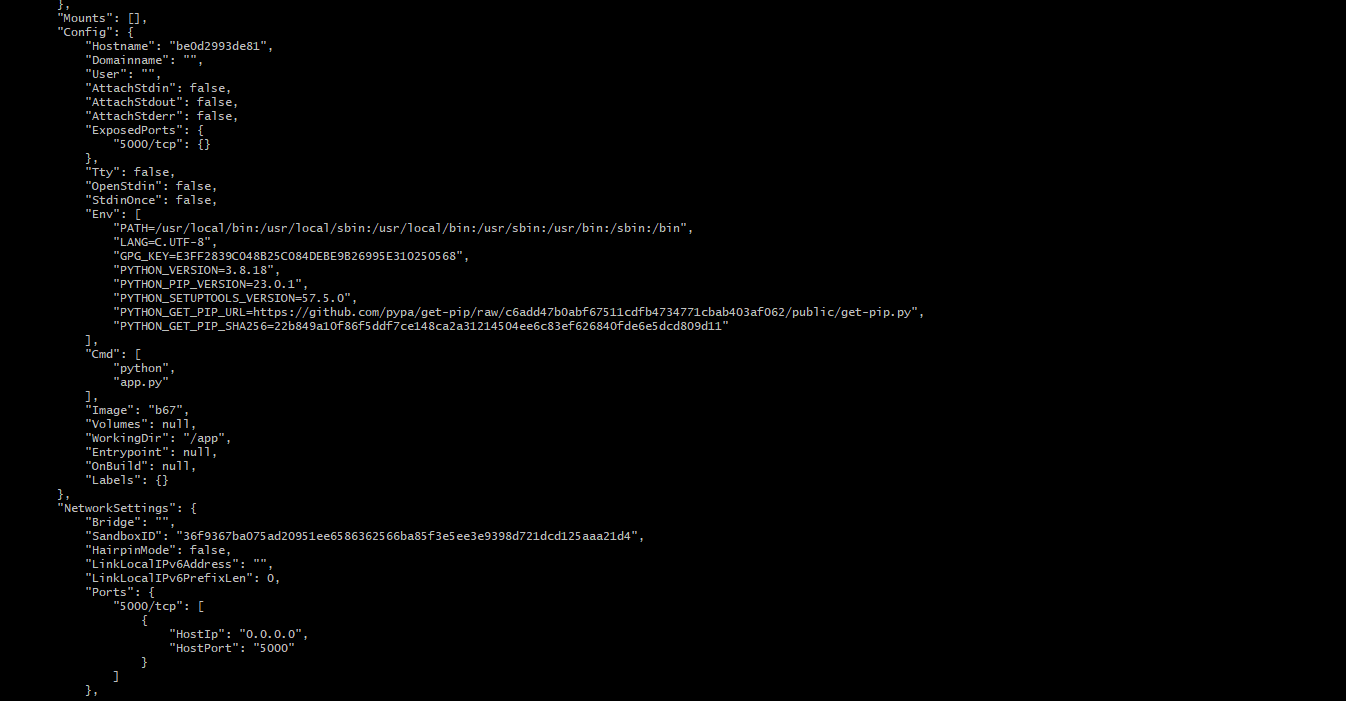 },
"Mounts": [],
"Config": {
"Hostname": "be0d2993de81",
"Domainname": "",
"User": "",
"AttachStdin": false,
"AttachStdout": false,
"AttachStderr": false,
"ExposedPorts": {
"5000/tcp": {}
},
"Tty": false,
"OpenStdin": false,
"StdinOnce": false,
"Env": [
"PATH=/usr/local/bin:/usr/local/sbin:/usr/local/bin:/usr/sbin:/usr/bin:/sbin:/bin",
"LANG=C.UTF-8",
"GPG_KEY=E3FF2839C048B25C084DEBE9B26995E310250568",
"PYTHON_VERSION=3.8.18",
"PYTHON_PIP_VERSION=23.0.1",
"PYTHON_SETUPTOOLS_VERSION=57.5.0",
"PYTHON_GET_PIP_URL=https://github.com/pypa/get-pip/raw/c6add47b0abf67511cdfb4734771cbab403af062/public/get-pip.py",
"PYTHON_GET_PIP_SHA256=22b849a10f86f5ddf7ce148ca2a31214504ee6c83ef626840fde6e5dcd809d11"
],
"Cmd": [
"python",
"app.py"
],
"Image": "b67",
"Volumes": null,
"WorkingDir": "/app",
"Entrypoint": null,
"OnBuild": null,
"Labels": {}
},
"NetworkSettings": {
"Bridge": "",
"SandboxID": "36f9367ba075ad20951ee6586362566ba85f3e5ee3e9398d721dcd125aaa21d4",
"HairpinMode": false,
"LinkLocalIPv6Address": "",
"LinkLocalIPv6PrefixLen": 0,
"Ports": {
"5000/tcp": [
{
"HostIp": "0.0.0.0",
"HostPort": "5000"
}
]
},